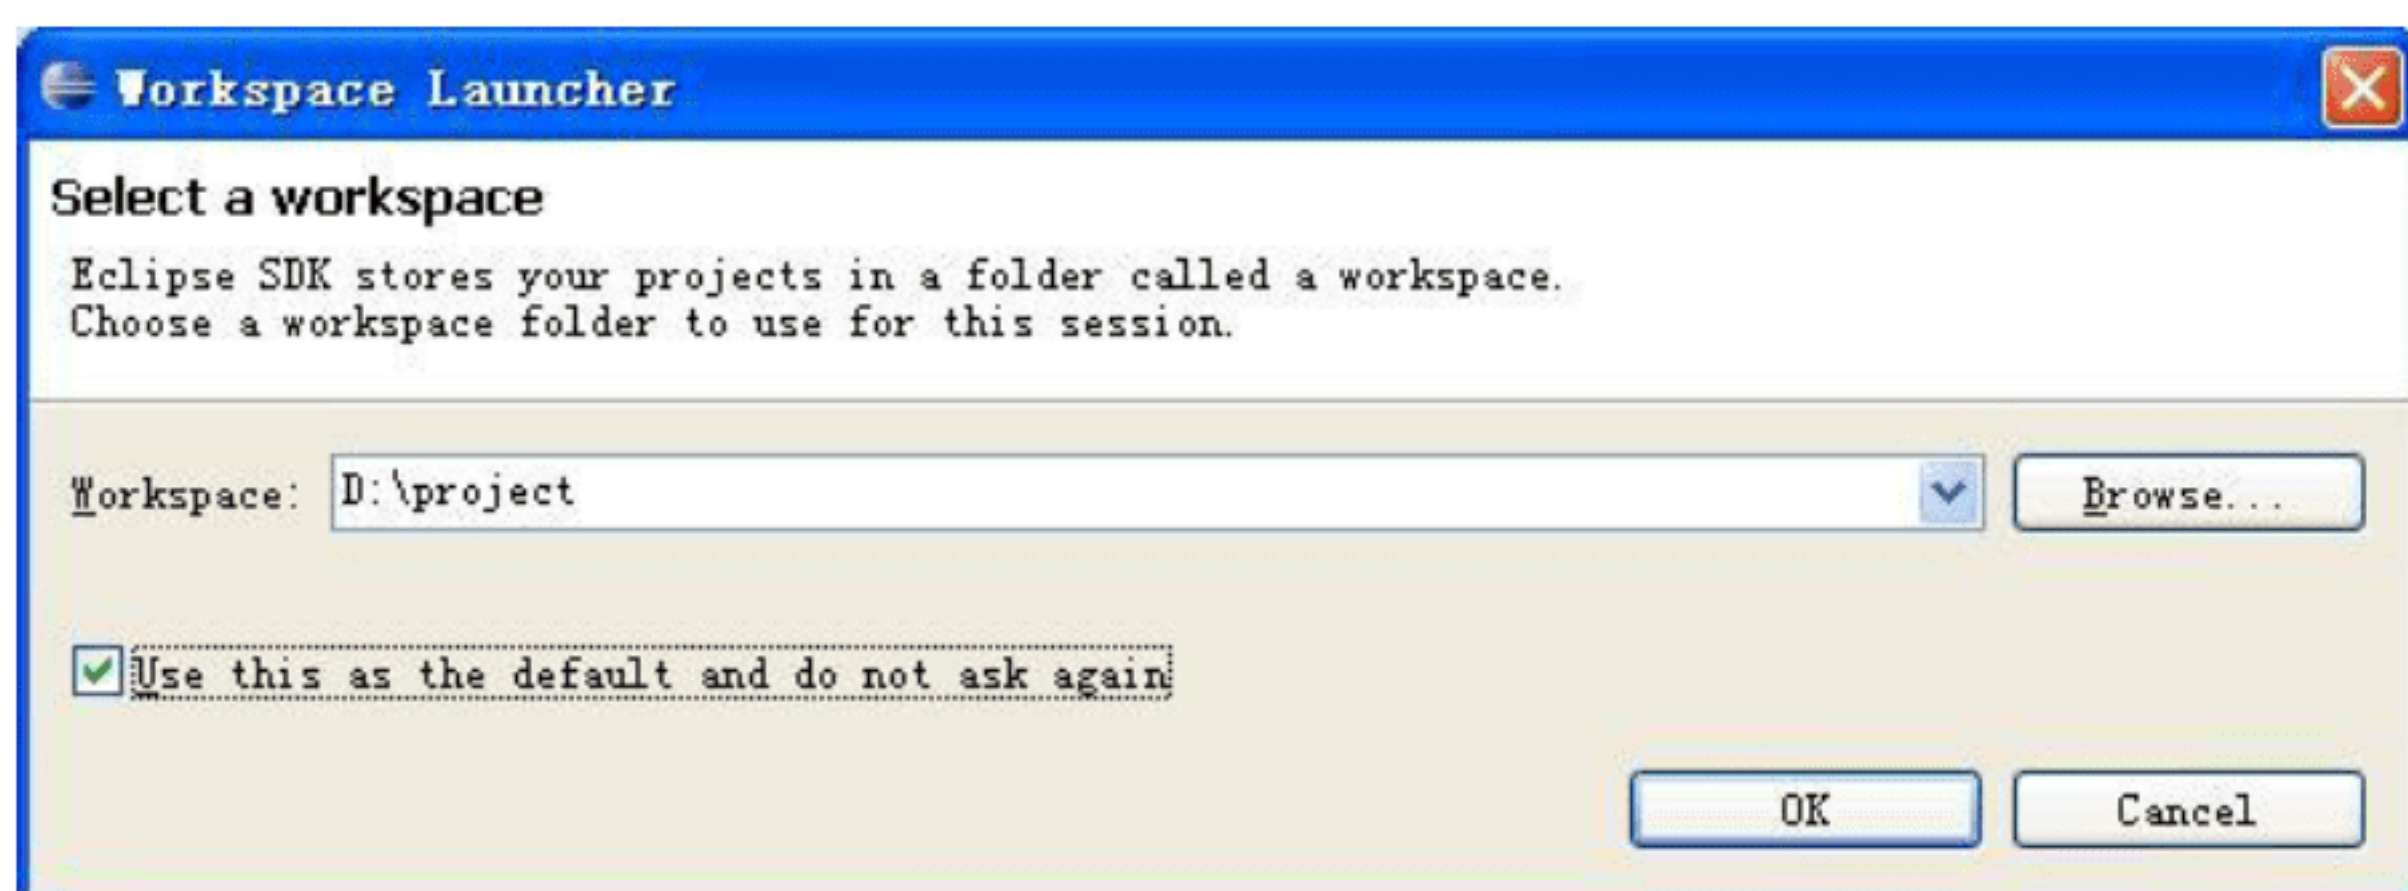 Workspace Launcher
Select a workspace
Eclipse SDK stores your projects in a folder called a workspace.
Choose a workspace folder to use for this session.
Workspace: D:\project Browse...
Use this as the default and do not ask again
OK Cancel